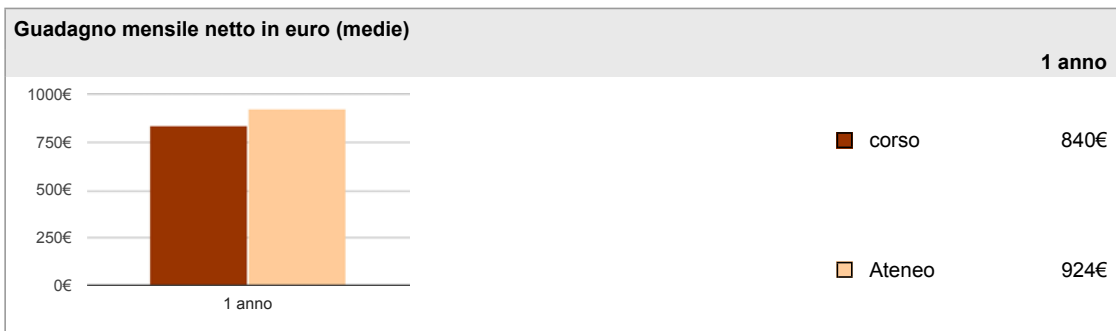 Guadagno mensile netto in euro (medie)
1 anno
1000€
750€
500€
250€
0€
1 anno
corso 840€
Ateneo 924€